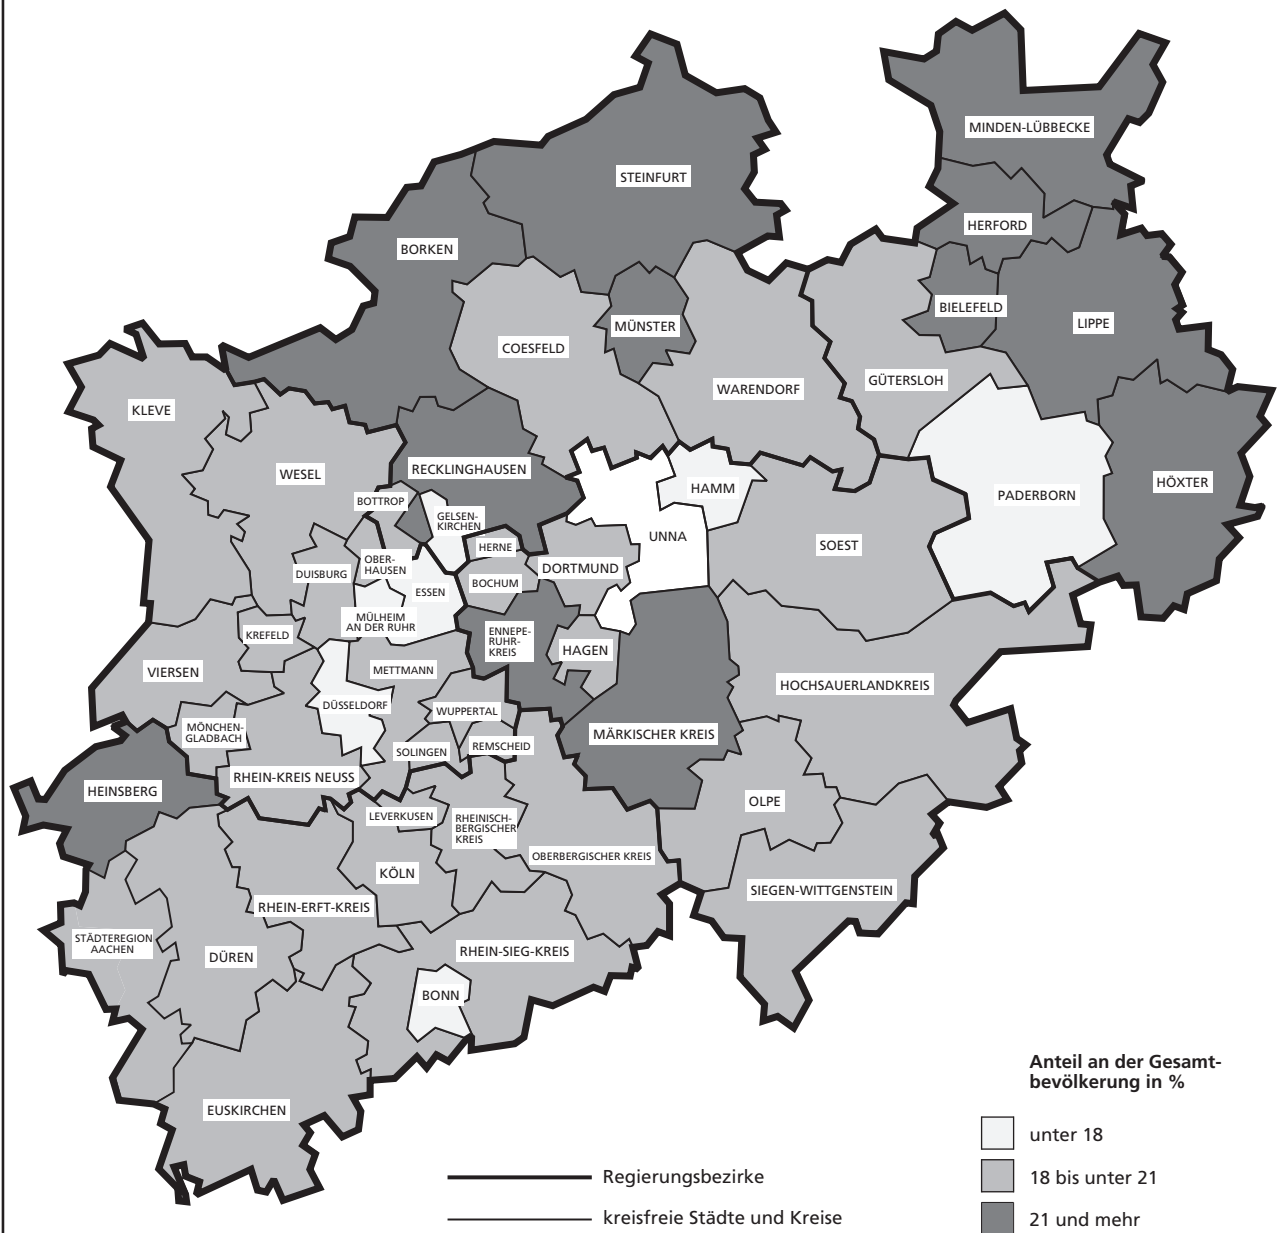 MINDEN-LÜBBECKE
STEINFURT
HERFORD
BORKEN
BIELEFELD
LIPPE
MÜNSTER
COESFELD
GÜTERSLOH
WARENDORF
KLEVE
RECKLINGHAUSEN
WESEL
HÖXTER
HAMM
PADERBORN
BOTTROP
GELSEN-
KIRCHEN
UNNA
SOEST
HERNE
OBER-
HAUSEN
DORTMUND
DUISBURG
BOCHUM
ESSEN
MÜLHEIM
AN DER RUHR
KREFELD
ENNEPE-
RUHR-
KREIS
HAGEN
VIERSEN
METTMANN
HOCHSAUERLANDKREIS
DÜSSELDORF
WUPPERTAL
MÖNCHEN-
GLADBACH
MÄRKISCHER KREIS
REMSCHEID
SOLINGEN
RHEIN-KREIS NEUSS
HEINSBERG
OLPE
LEVERKUSEN
RHEINISCH-
BERGISCHER
KREIS
OBERBERGISCHER KREIS
KÖLN
SIEGEN-WITTGENSTEIN
RHEIN-ERFT-KREIS
STÄDTEREGION
AACHEN
RHEIN-SIEG-KREIS
DÜREN
BONN
EUSKIRCHEN
Anteil an der Gesamt-
bevölkerung in %
unter 18
18 bis unter 21
21 und mehr
Regierungsbezirke
kreisfreie Städte und Kreise